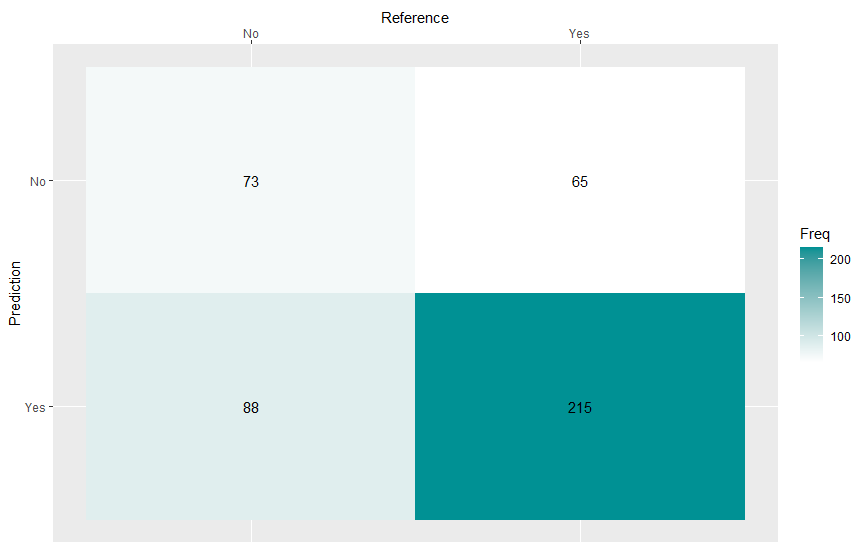 Reference
No Yes
No 73 65
Prediction
Yes 88 215
Freq
200
150
100